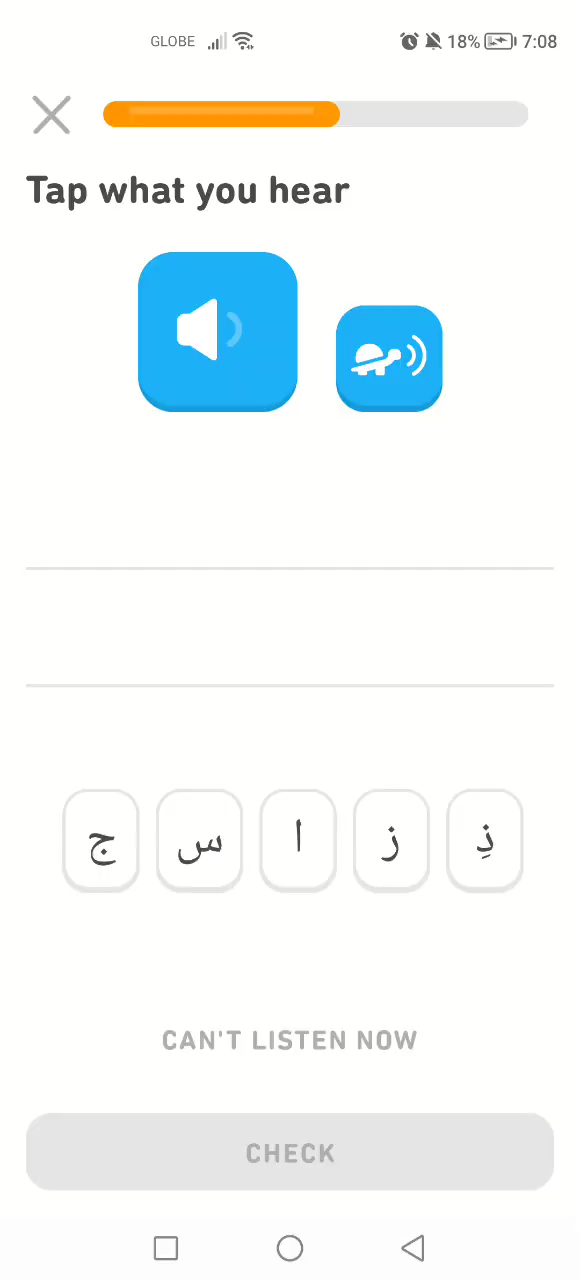 GLOBE 18% 7:08
Tap what you hear
ج س ا ز ذِ
CAN'T LISTEN NOW
CHECK